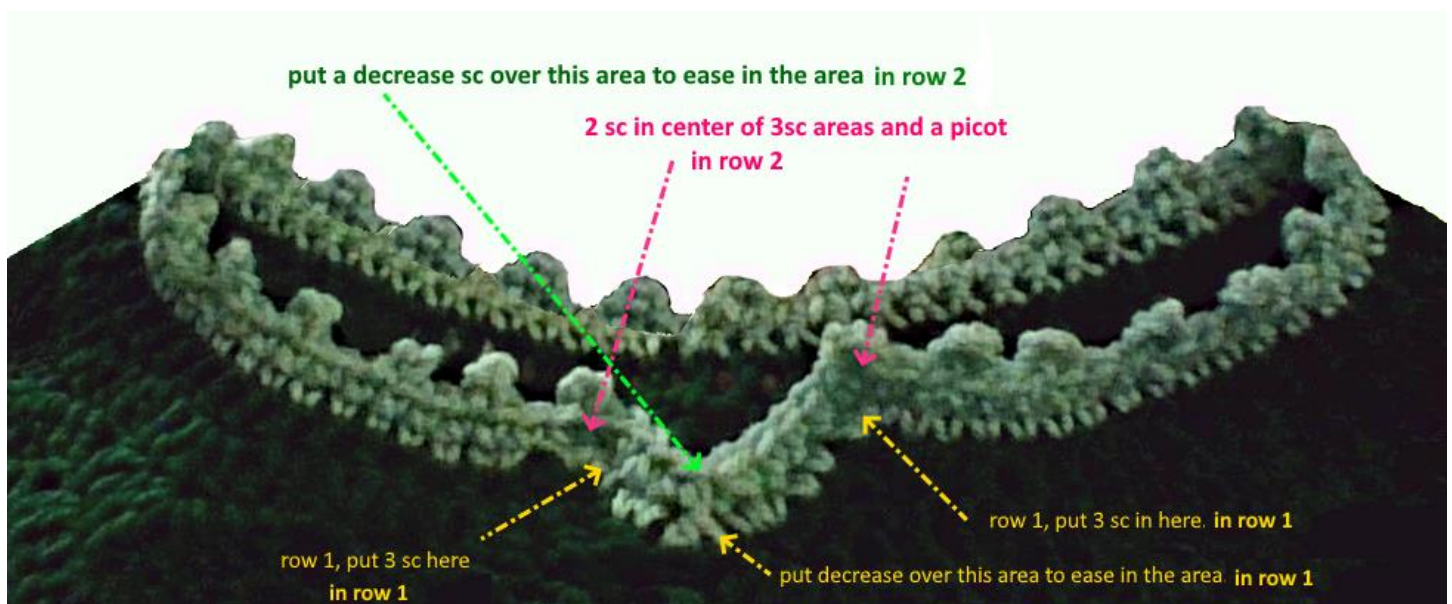 put a decrease sc over this area to ease in the area in row 2
2 sc in center of 3sc areas and a picot
in row 2
row 1, put 3 sc in here. in row 1
row 1, put 3 sc here
in row 1
put decrease over this area to ease in the area in row 1